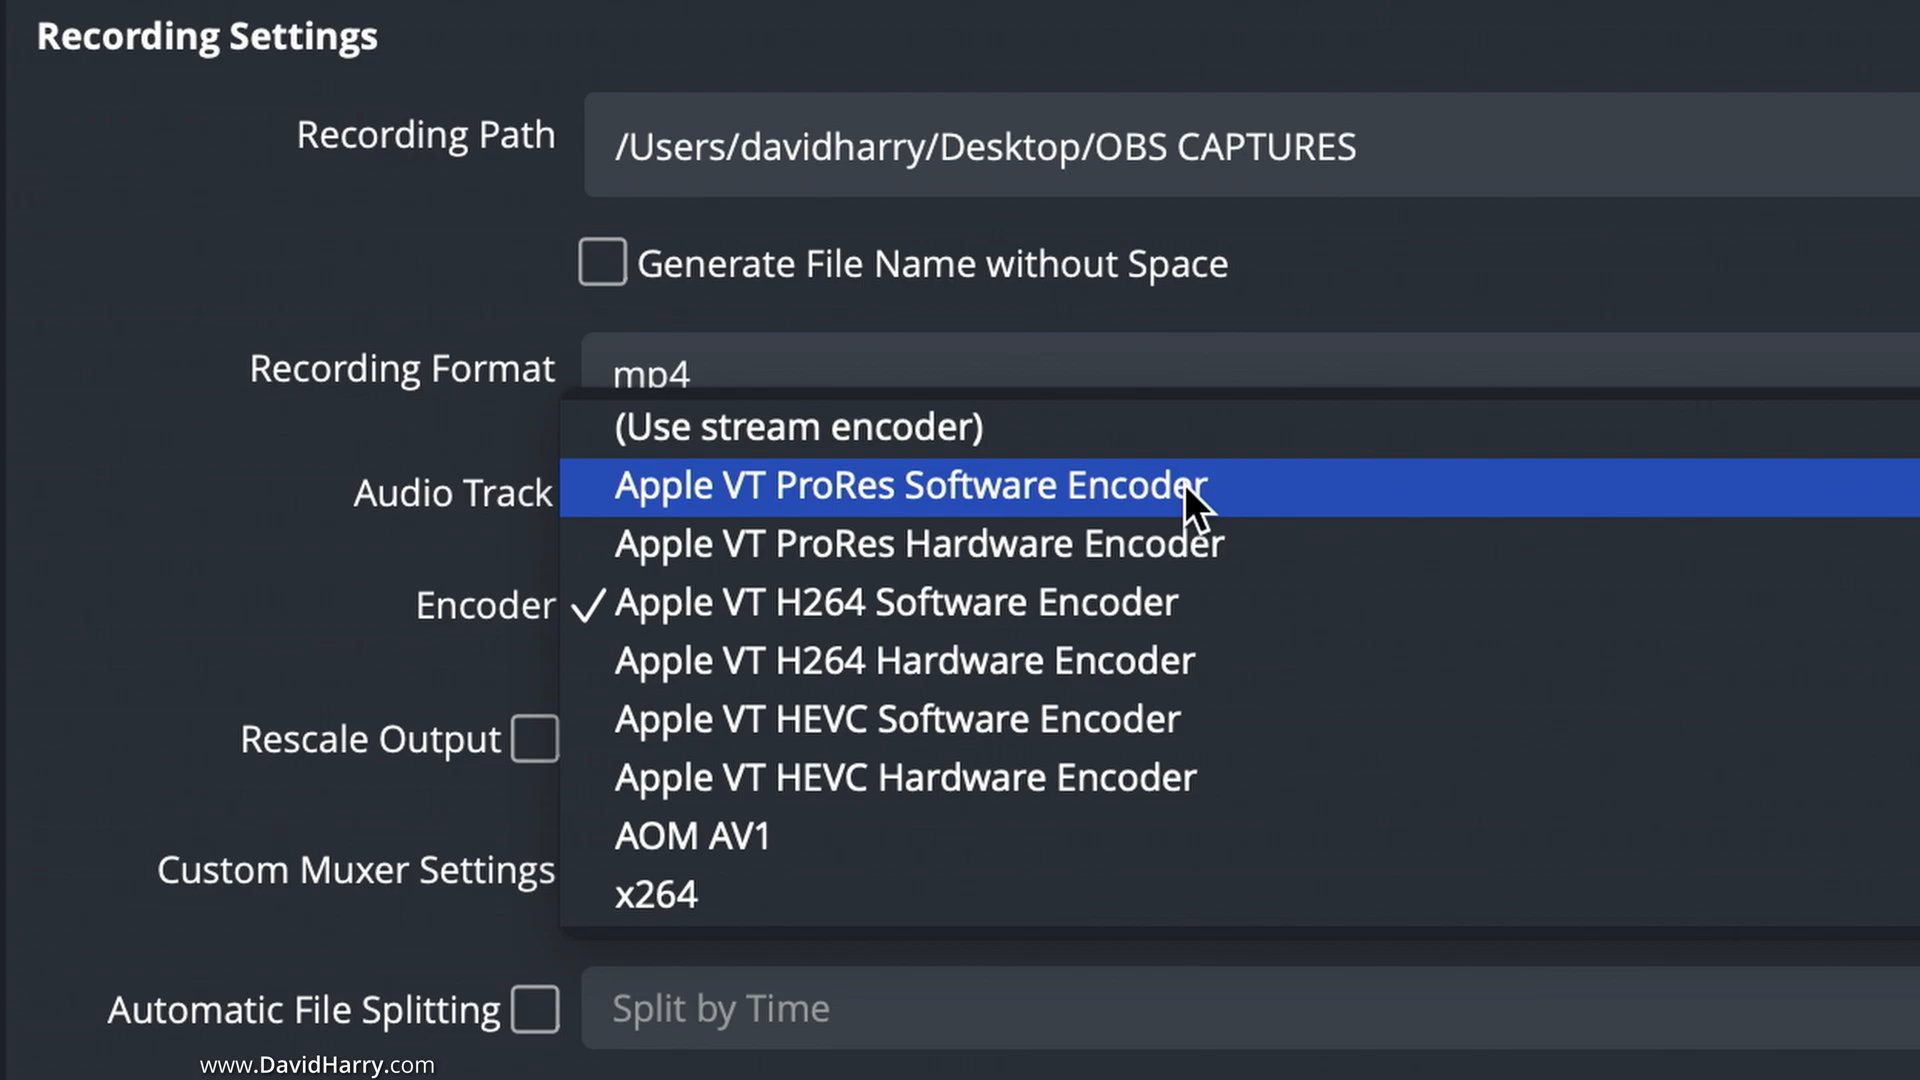 Recording Settings
Recording Path
/Users/davidharry/Desktop/OBS CAPTURES
Generate File Name without Space
Recording Format
mp4
(Use stream encoder)
Audio Track
Apple VT ProRes Software Encoder
Apple VT ProRes Hardware Encoder
Encoder
✓ Apple VT H264 Software Encoder
Apple VT H264 Hardware Encoder
Apple VT HEVC Software Encoder
Rescale Output
Apple VT HEVC Hardware Encoder
AOM AV1
Custom Muxer Settings
x264
Automatic File Splitting
Split by Time
www.DavidHarry.com